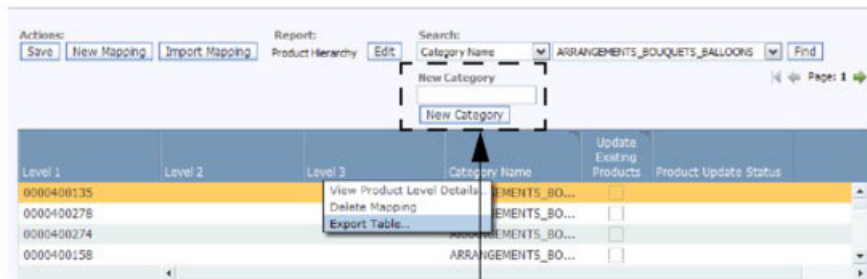 Actions: Report: Search:
Save New Mapping Import Mapping Product Hierarchy Edit Category Name ARRANGEMENTS_BOUQUETS_BALLOONS Find
New Category Page: 1
New Category
Update
Existing
Level 1 Level 2 Level 3 Category Name Products Product Update Status
0000400135 View Product Level Details... EMENTS_BO...
0000400278 Delete Mapping EMENTS_BO...
0000400274 Export Table... ARRANGEMENTS_BO...
0000400158 ARRANGEMENTS_BO...